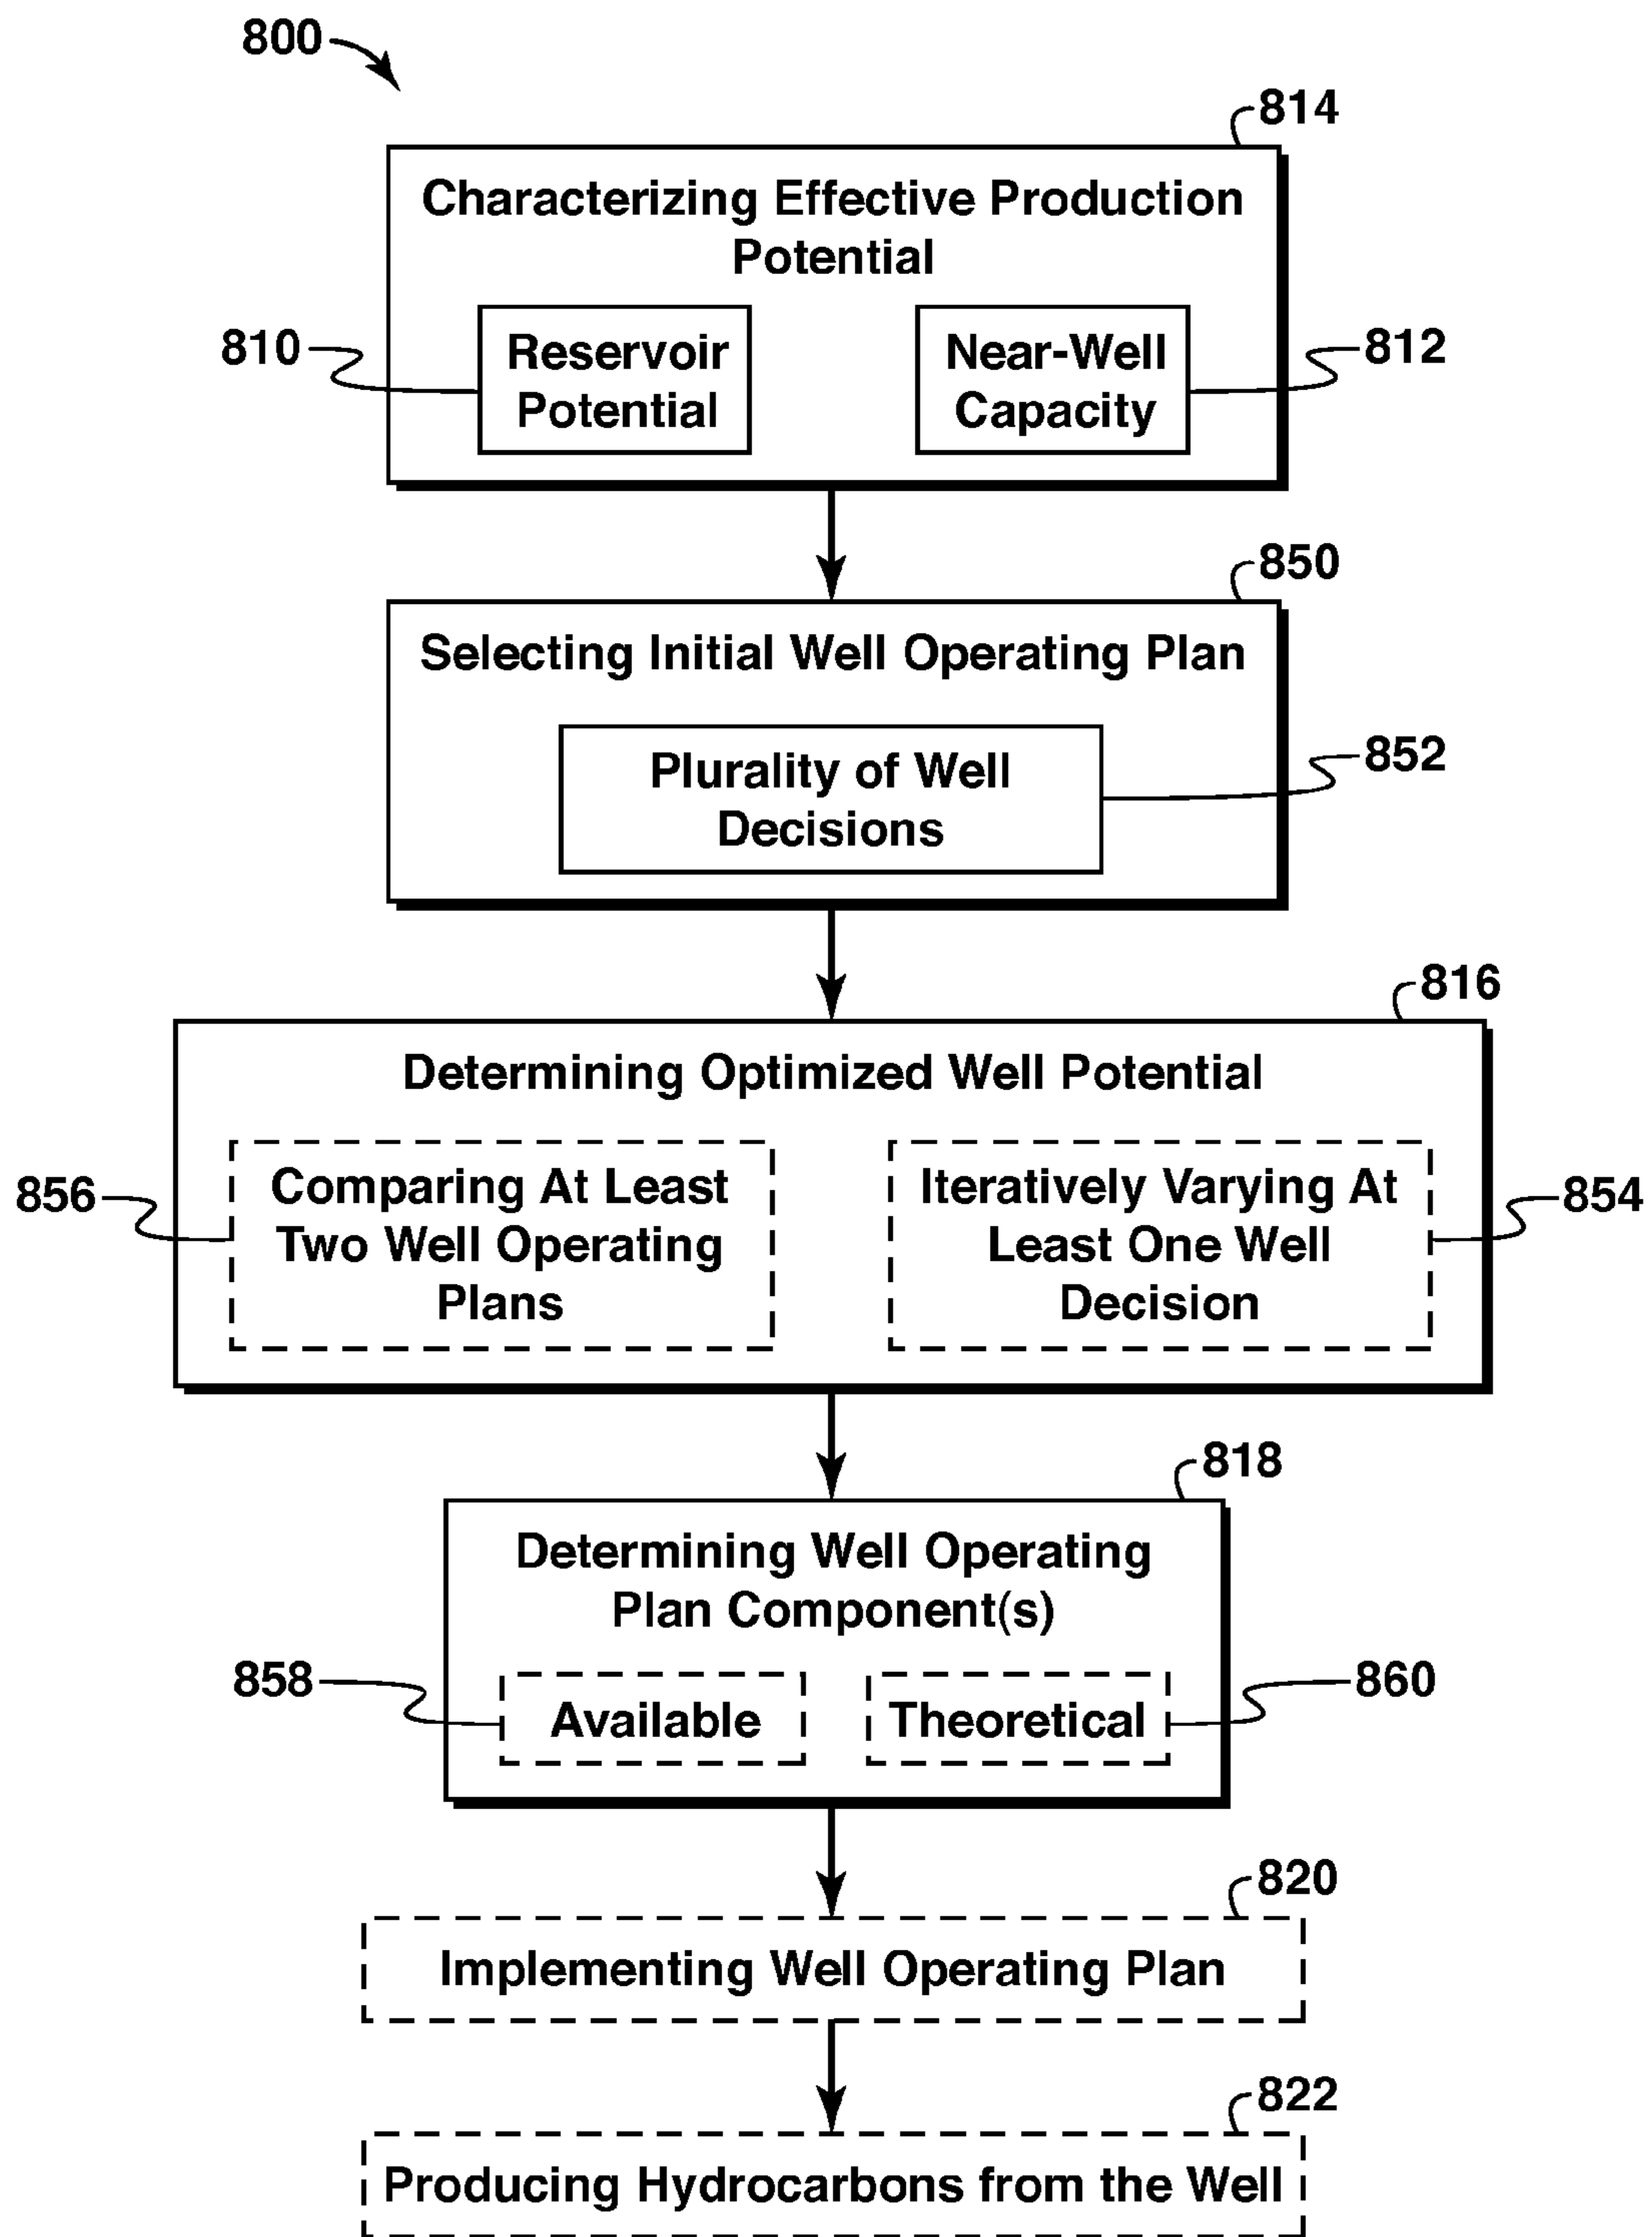 800
814
Characterizing Effective Production
Potential
810
Reservoir
Potential
Near-Well
Capacity
812
850
Selecting Initial Well Operating Plan
Plurality of Well
Decisions
852
816
Determining Optimized Well Potential
856
Comparing At Least
Two Well Operating
Plans
Iteratively Varying At
Least One Well
Decision
854
818
Determining Well Operating
Plan Component(s)
858
Available
Theoretical
860
820
Implementing Well Operating Plan
822
Producing Hydrocarbons from the Well